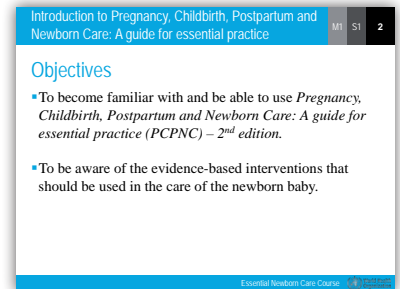 Introduction to Pregnancy, Childbirth, Postpartum and
Newborn Care: A guide for essential practice
M1 S1 2
Objectives
▪To become familiar with and be able to use Pregnancy,
Childbirth, Postpartum and Newborn Care: A guide for
essential practice (PCPNC) – 2nd edition.
▪To be aware of the evidence-based interventions that
should be used in the care of the newborn baby.
Essential Newborn Care Course